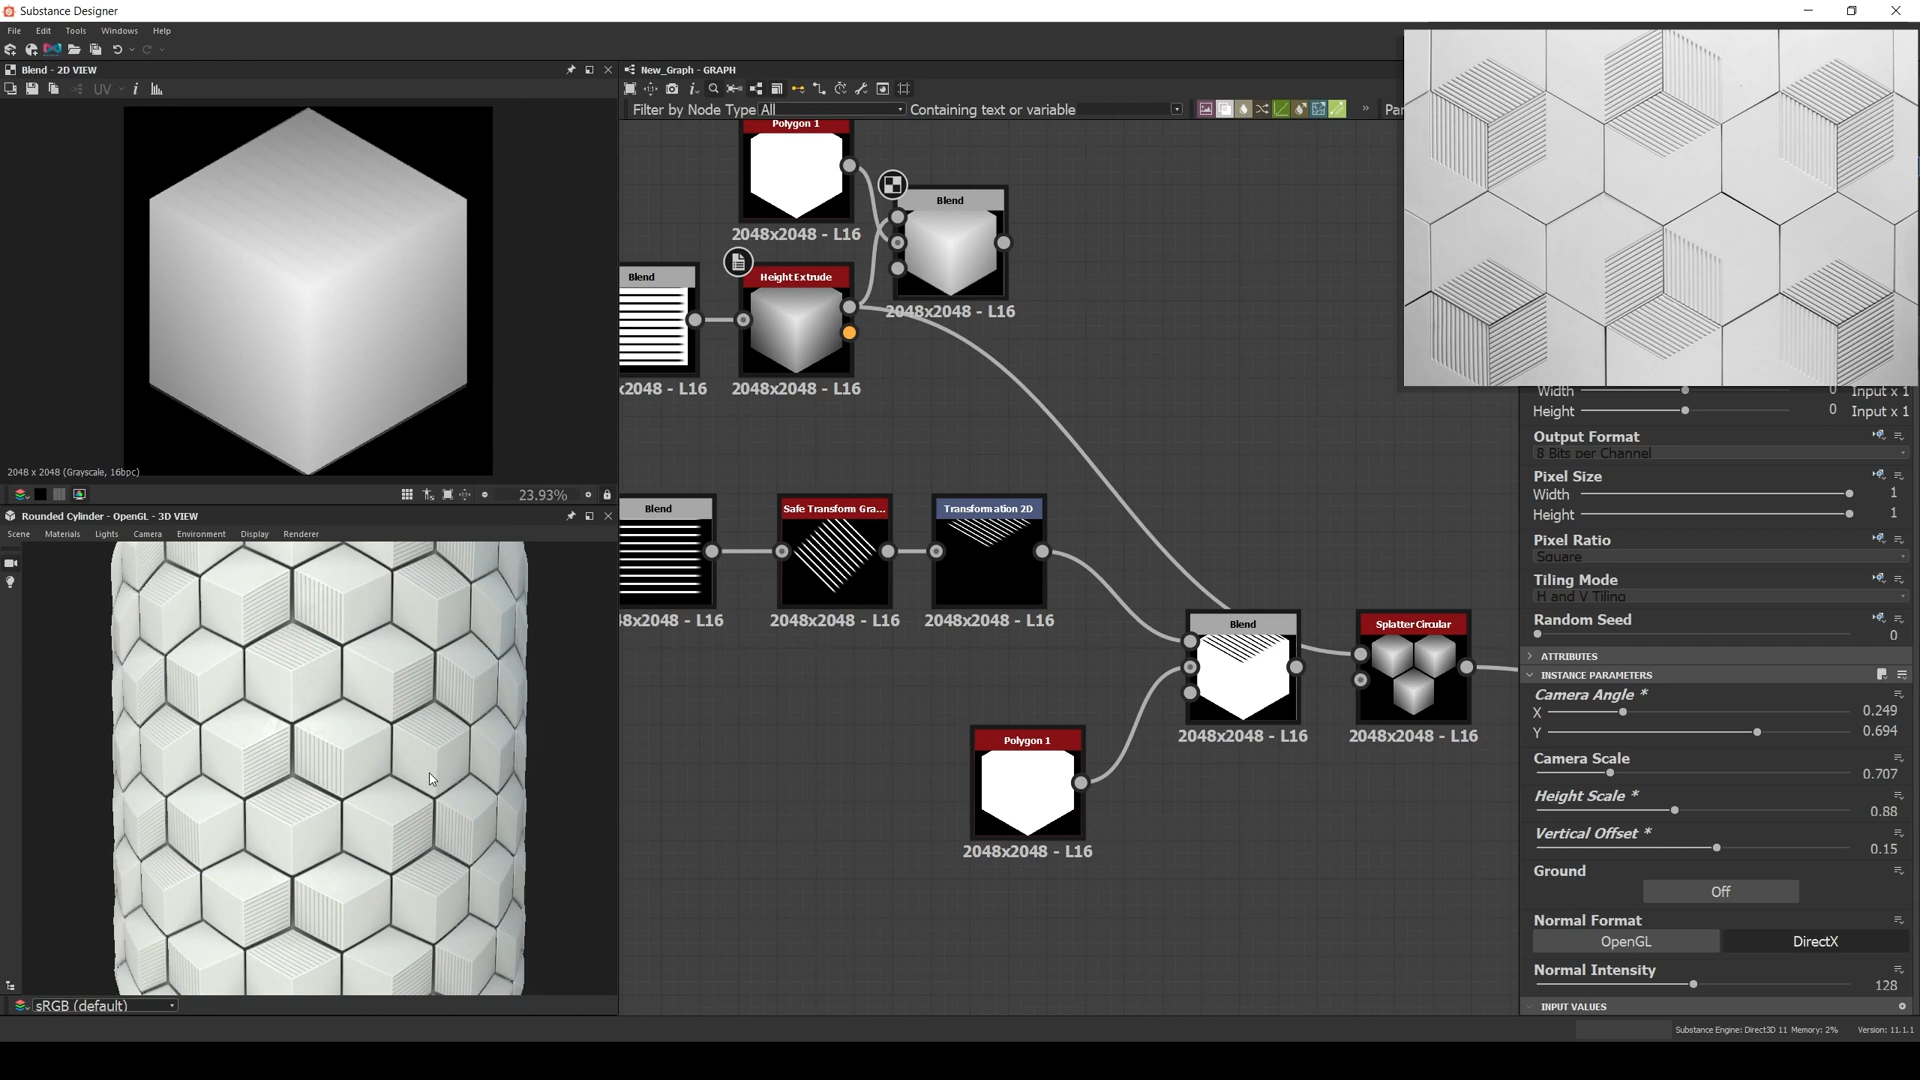 Substance Designer
File Edit Tools Windows Help
Blend - 2D VIEW
UV
2048 x 2048 (Grayscale, 16bpc)
23.93%
Rounded Cylinder - OpenGL - 3D VIEW
Scene Materials Lights Camera Environment Display Renderer
sRGB (default)
New_Graph - GRAPH
Filter by Node Type All Containing text or variable
Par
Polygon 1
2048x2048 - L16
Blend
2048x2048 - L16
Blend
x2048 - L16
Height Extrude
2048x2048 - L16
Blend
8x2048 - L16
Safe Transform Gra...
2048x2048 - L16
Transformation 2D
2048x2048 - L16
Blend
2048x2048 - L16
Splatter Circular
2048x2048 - L16
Polygon 1
2048x2048 - L16
Width 0 Input x 1
Height 0 Input x 1
Output Format
8 Bits per Channel
Pixel Size
Width 1
Height 1
Pixel Ratio
Square
Tiling Mode
H and V Tiling
Random Seed
0
ATTRIBUTES
INSTANCE PARAMETERS
Camera Angle *
X 0.249
Y 0.694
Camera Scale
0.707
Height Scale *
0.88
Vertical Offset *
0.15
Ground
Off
Normal Format
OpenGL DirectX
Normal Intensity
128
INPUT VALUES
Substance Engine: Direct3D 11 Memory: 2% Version: 11.1.1